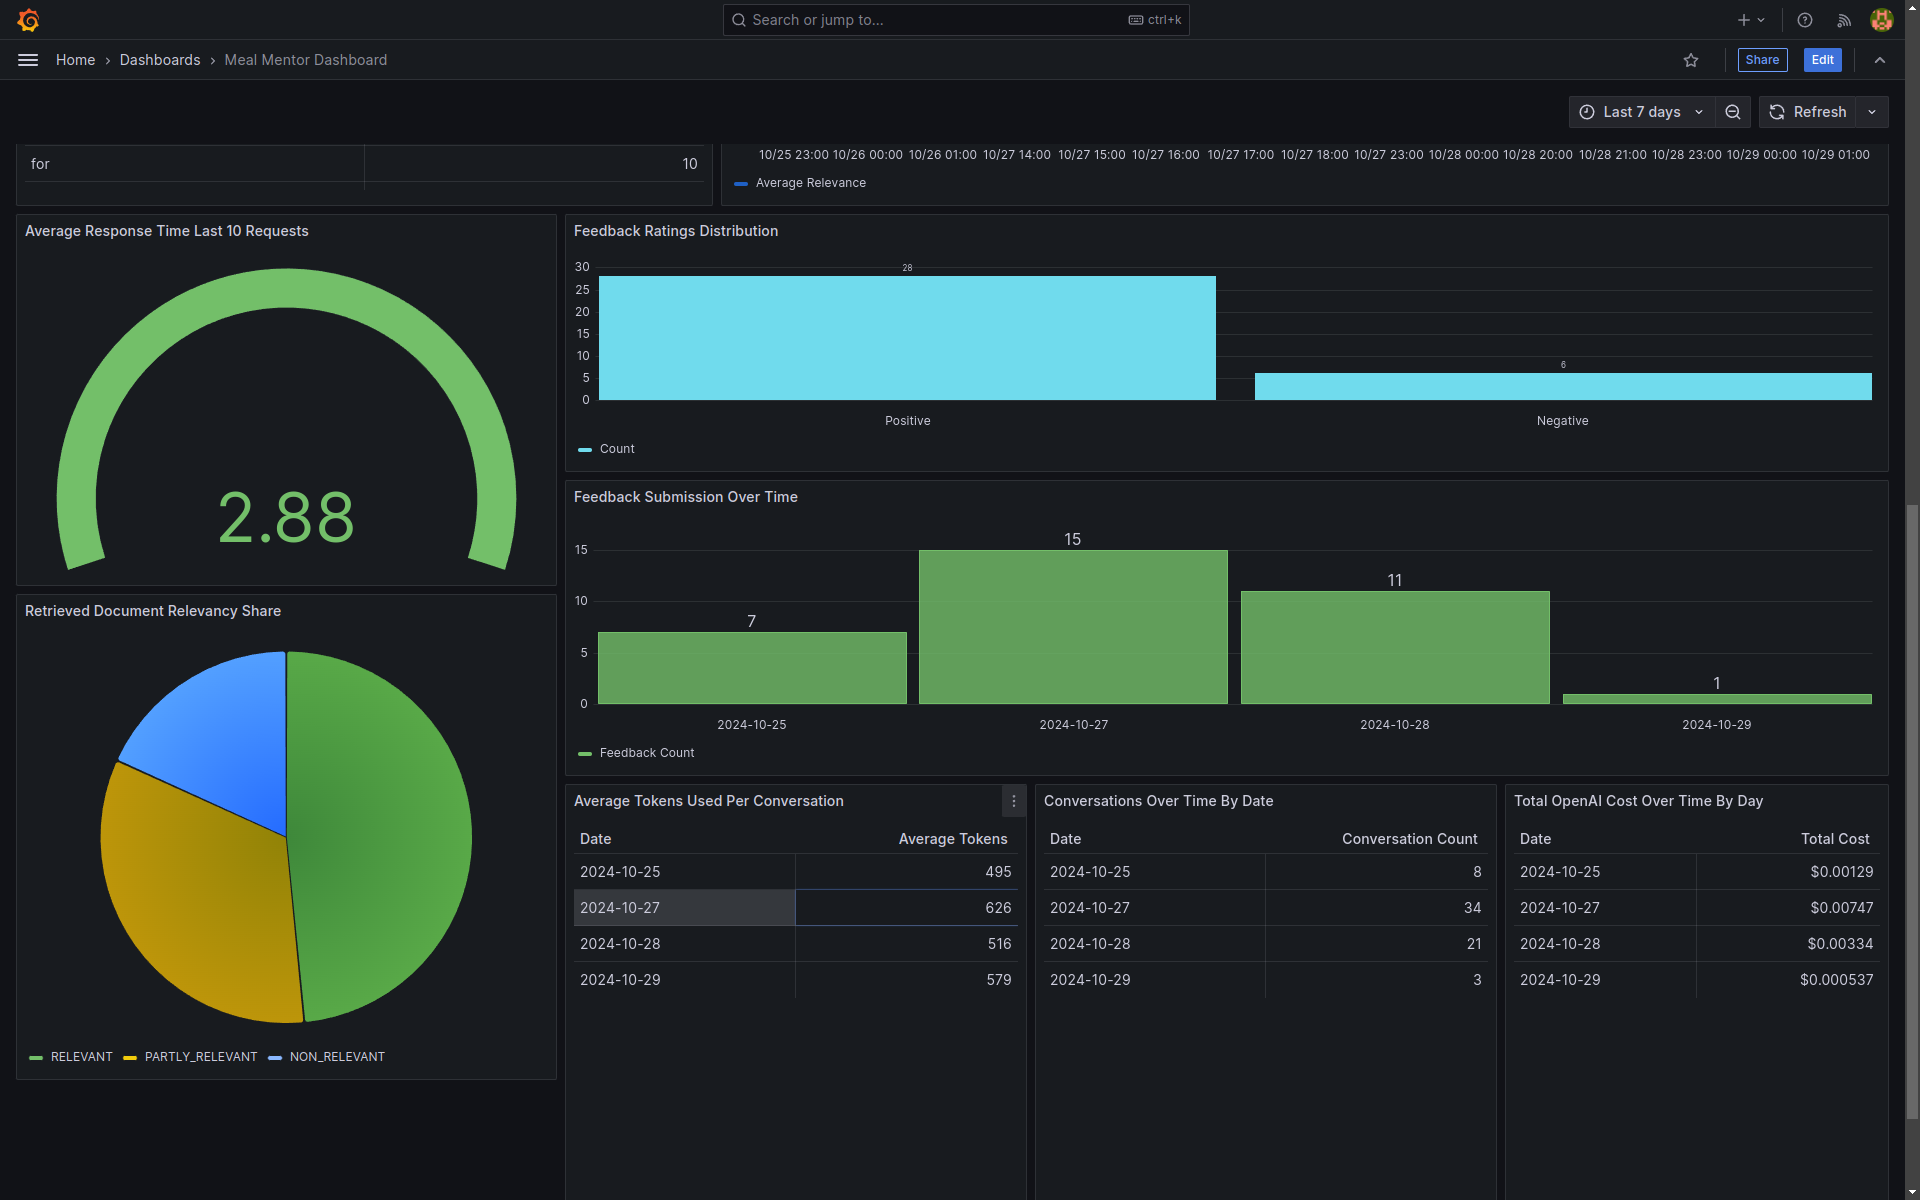 Search or jump to...
ctrl+k
Home › Dashboards › Meal Mentor Dashboard
Share
Edit
Last 7 days
Refresh
for 10
10/25 23:00 10/26 00:00 10/26 01:00 10/27 14:00 10/27 15:00 10/27 16:00 10/27 17:00 10/27 18:00 10/27 23:00 10/28 00:00 10/28 20:00 10/28 21:00 10/28 23:00 10/29 00:00 10/29 01:00
Average Relevance
Average Response Time Last 10 Requests
2.88
Feedback Ratings Distribution
30
25
20
15
10
5
0
28
6
Positive Negative
Count
Feedback Submission Over Time
15
10
5
0
7
15
11
1
2024-10-25 2024-10-27 2024-10-28 2024-10-29
Feedback Count
Retrieved Document Relevancy Share
RELEVANT PARTLY_RELEVANT NON_RELEVANT
Average Tokens Used Per Conversation
Date Average Tokens
2024-10-25 495
2024-10-27 626
2024-10-28 516
2024-10-29 579
Conversations Over Time By Date
Date Conversation Count
2024-10-25 8
2024-10-27 34
2024-10-28 21
2024-10-29 3
Total OpenAI Cost Over Time By Day
Date Total Cost
2024-10-25 $0.00129
2024-10-27 $0.00747
2024-10-28 $0.00334
2024-10-29 $0.000537